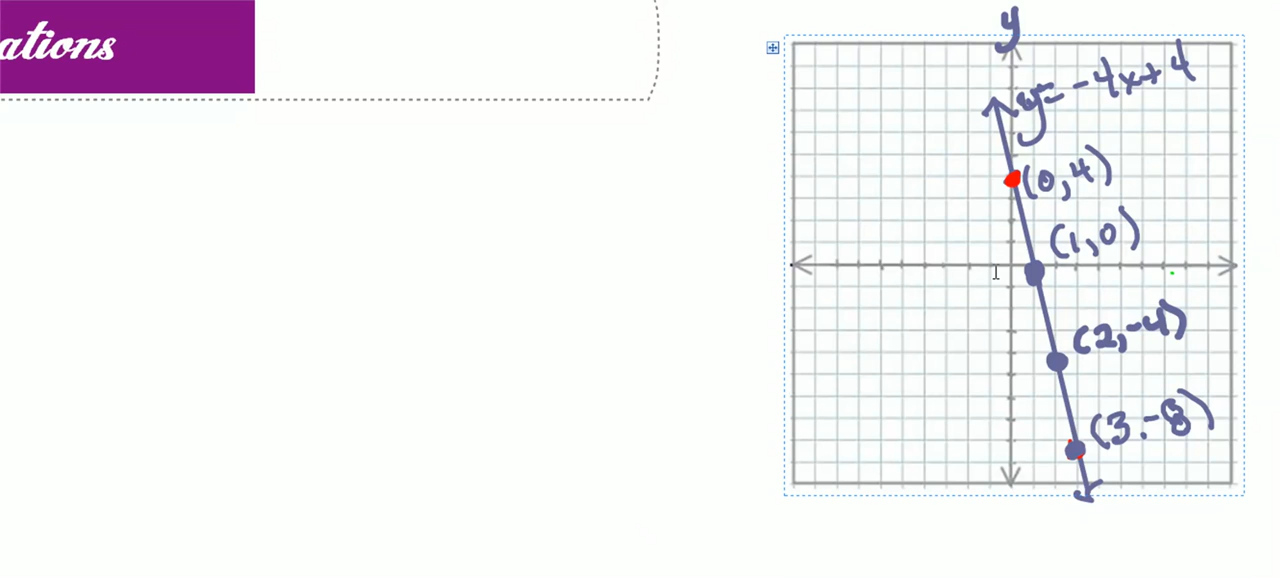 ations
y
y=-4x+4
(0,4)
(1,0)
(2,-4)
(3.-8)